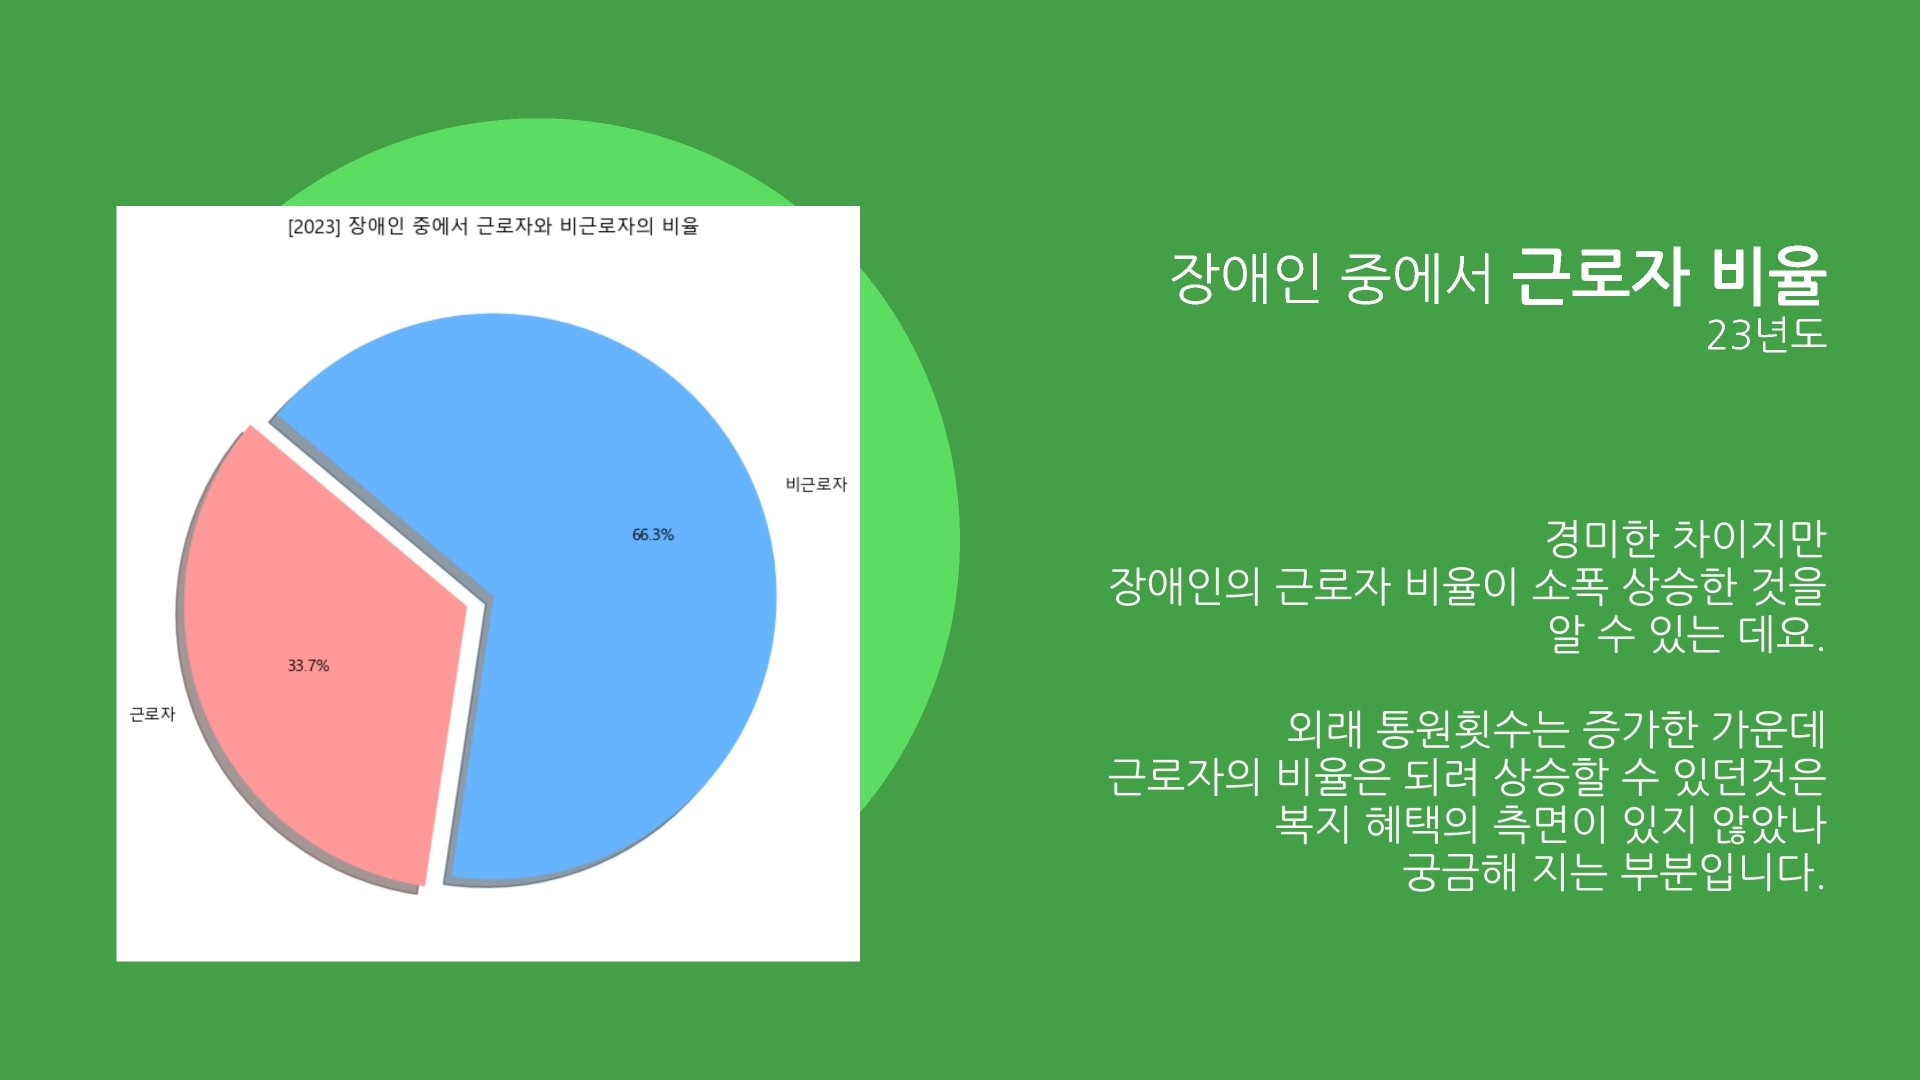 [2023] 장애인 중에서 근로자와 비근로자의 비율
비근로자
66.3%
33.7%
근로자
장애인 중에서 근로자 비율
23년도
경미한 차이지만
장애인의 근로자 비율이 소폭 상승한 것을
알 수 있는 데요.
외래 통원횟수는 증가한 가운데
근로자의 비율은 되려 상승할 수 있던것은
복지 혜택의 측면이 있지 않았나
궁금해 지는 부분입니다.